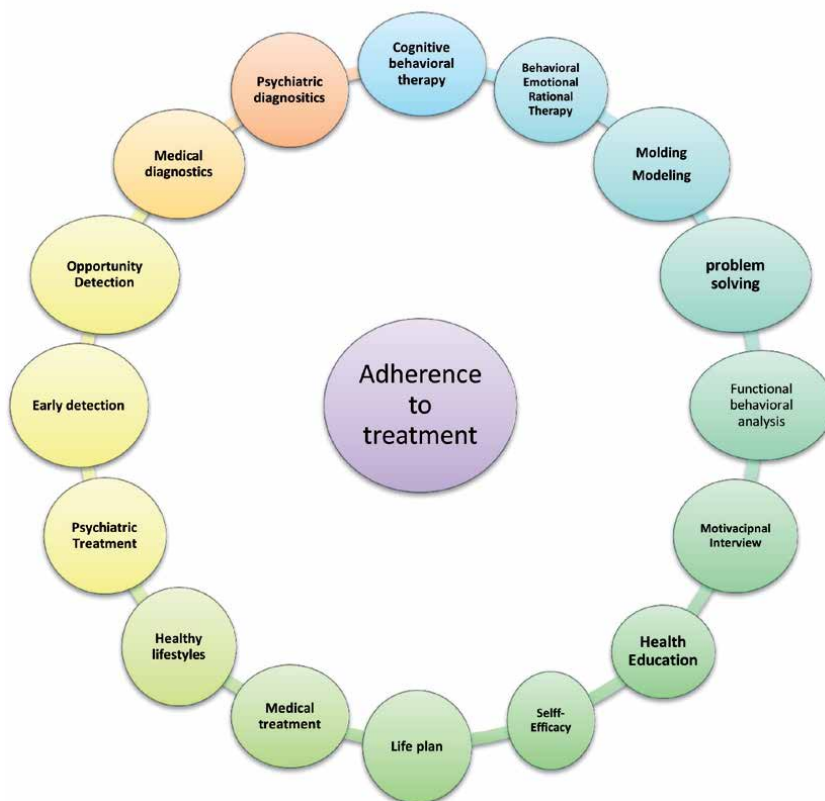 Cognitive
behavioral
therapy
Behavioral
Emotional
Rational
Therapy
Molding
Modeling
problem
solving
Functional
behavioral
analysis
Motivacipnal
Interview
Health
Education
Selff-
Efficacy
Life plan
Medical
treatment
Healthy
lifestyles
Psychiatric
Treatment
Early detection
Opportunity
Detection
Medical
diagnostics
Psychiatric
diagnositics
Adherence
to
treatment